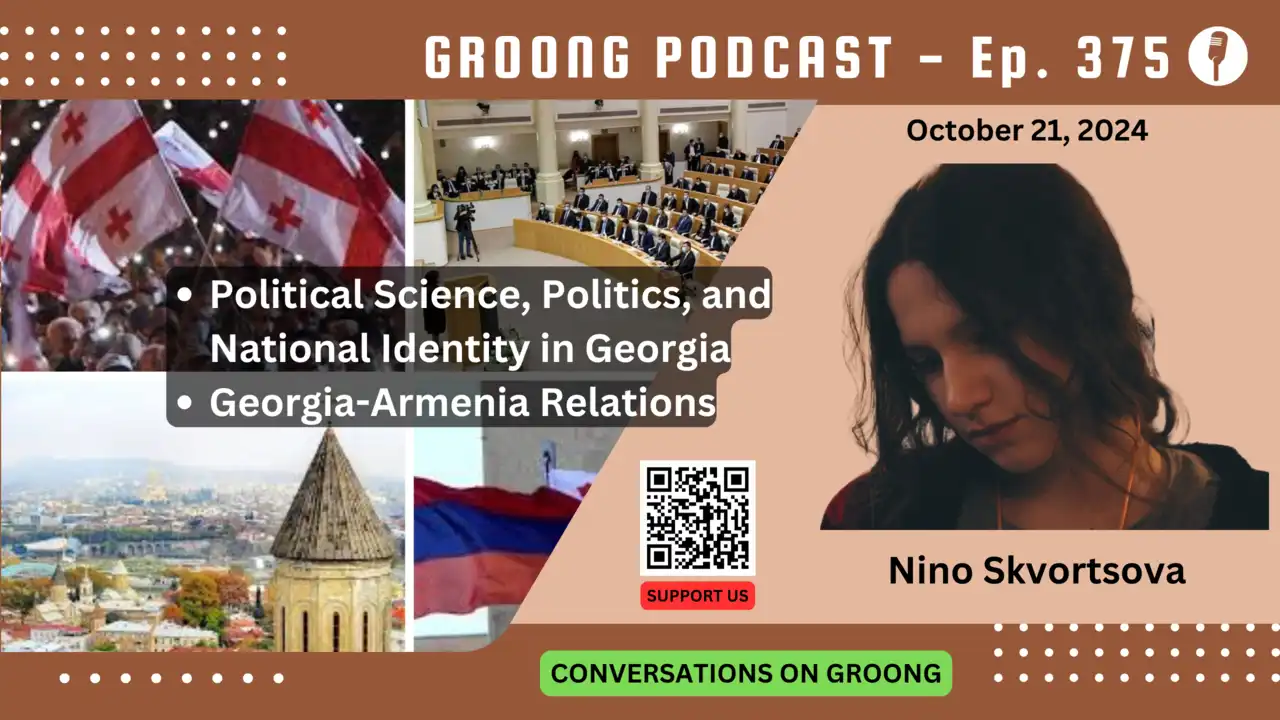 GROONG PODCAST - Ep. 375
October 21, 2024
• Political Science, Politics, and
National Identity in Georgia
• Georgia-Armenia Relations
SUPPORT US
Nino Skvortsova
CONVERSATIONS ON GROONG